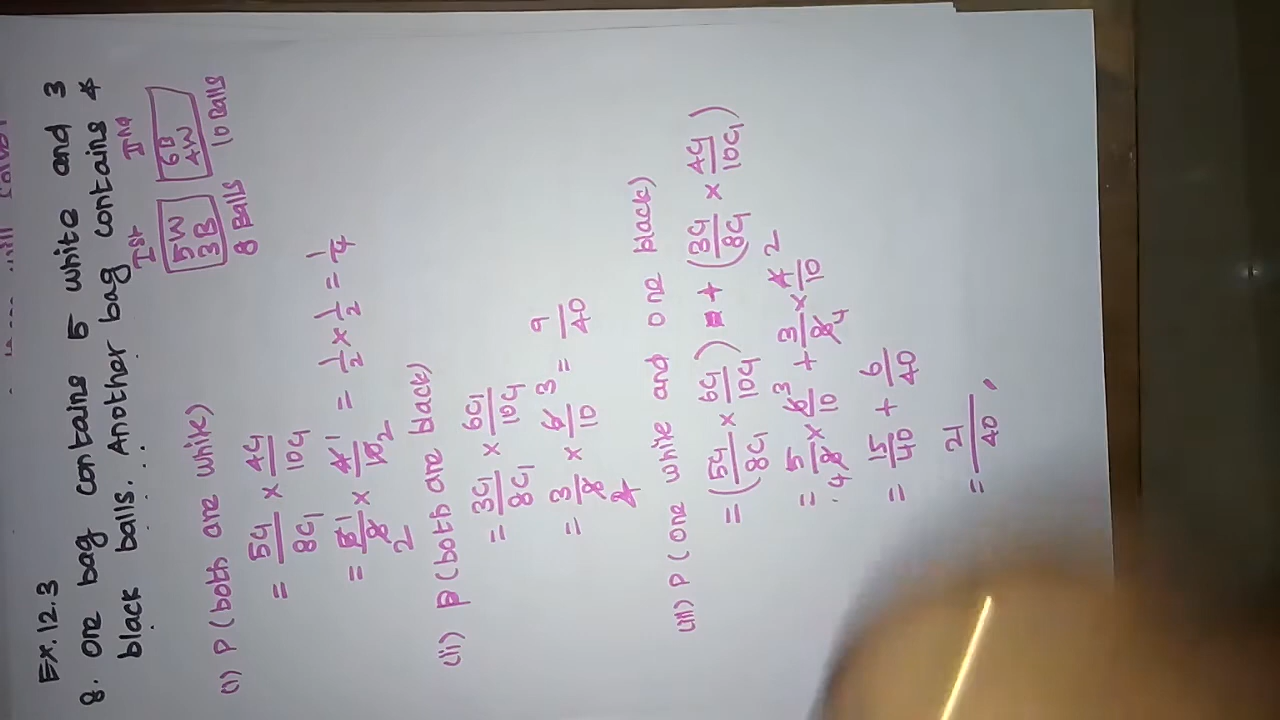 Ex.12.3
8. one bag contains 5 white and 3
black balls. Another bag contains 4
Ist IInd
5W 3B
6B 4W
8 Balls 10 Balls
(i) P(both are white)
= 5C1/8C1 × 4C1/10C1
= 5/8 × 4/10 = 1/2 × 1/2 = 1/4
(ii) P(both are black)
= 3C1/8C1 × 6C1/10C1
= 3/8 × 6/10 = 9/40
(iii) P(one white and one black)
= (5C1/8C1 × 6C1/10C1) + (3C1/8C1 × 4C1/10C1)
= 5/8 × 6/10 + 3/8 × 4/10
= 15/40 + 6/40
= 21/40